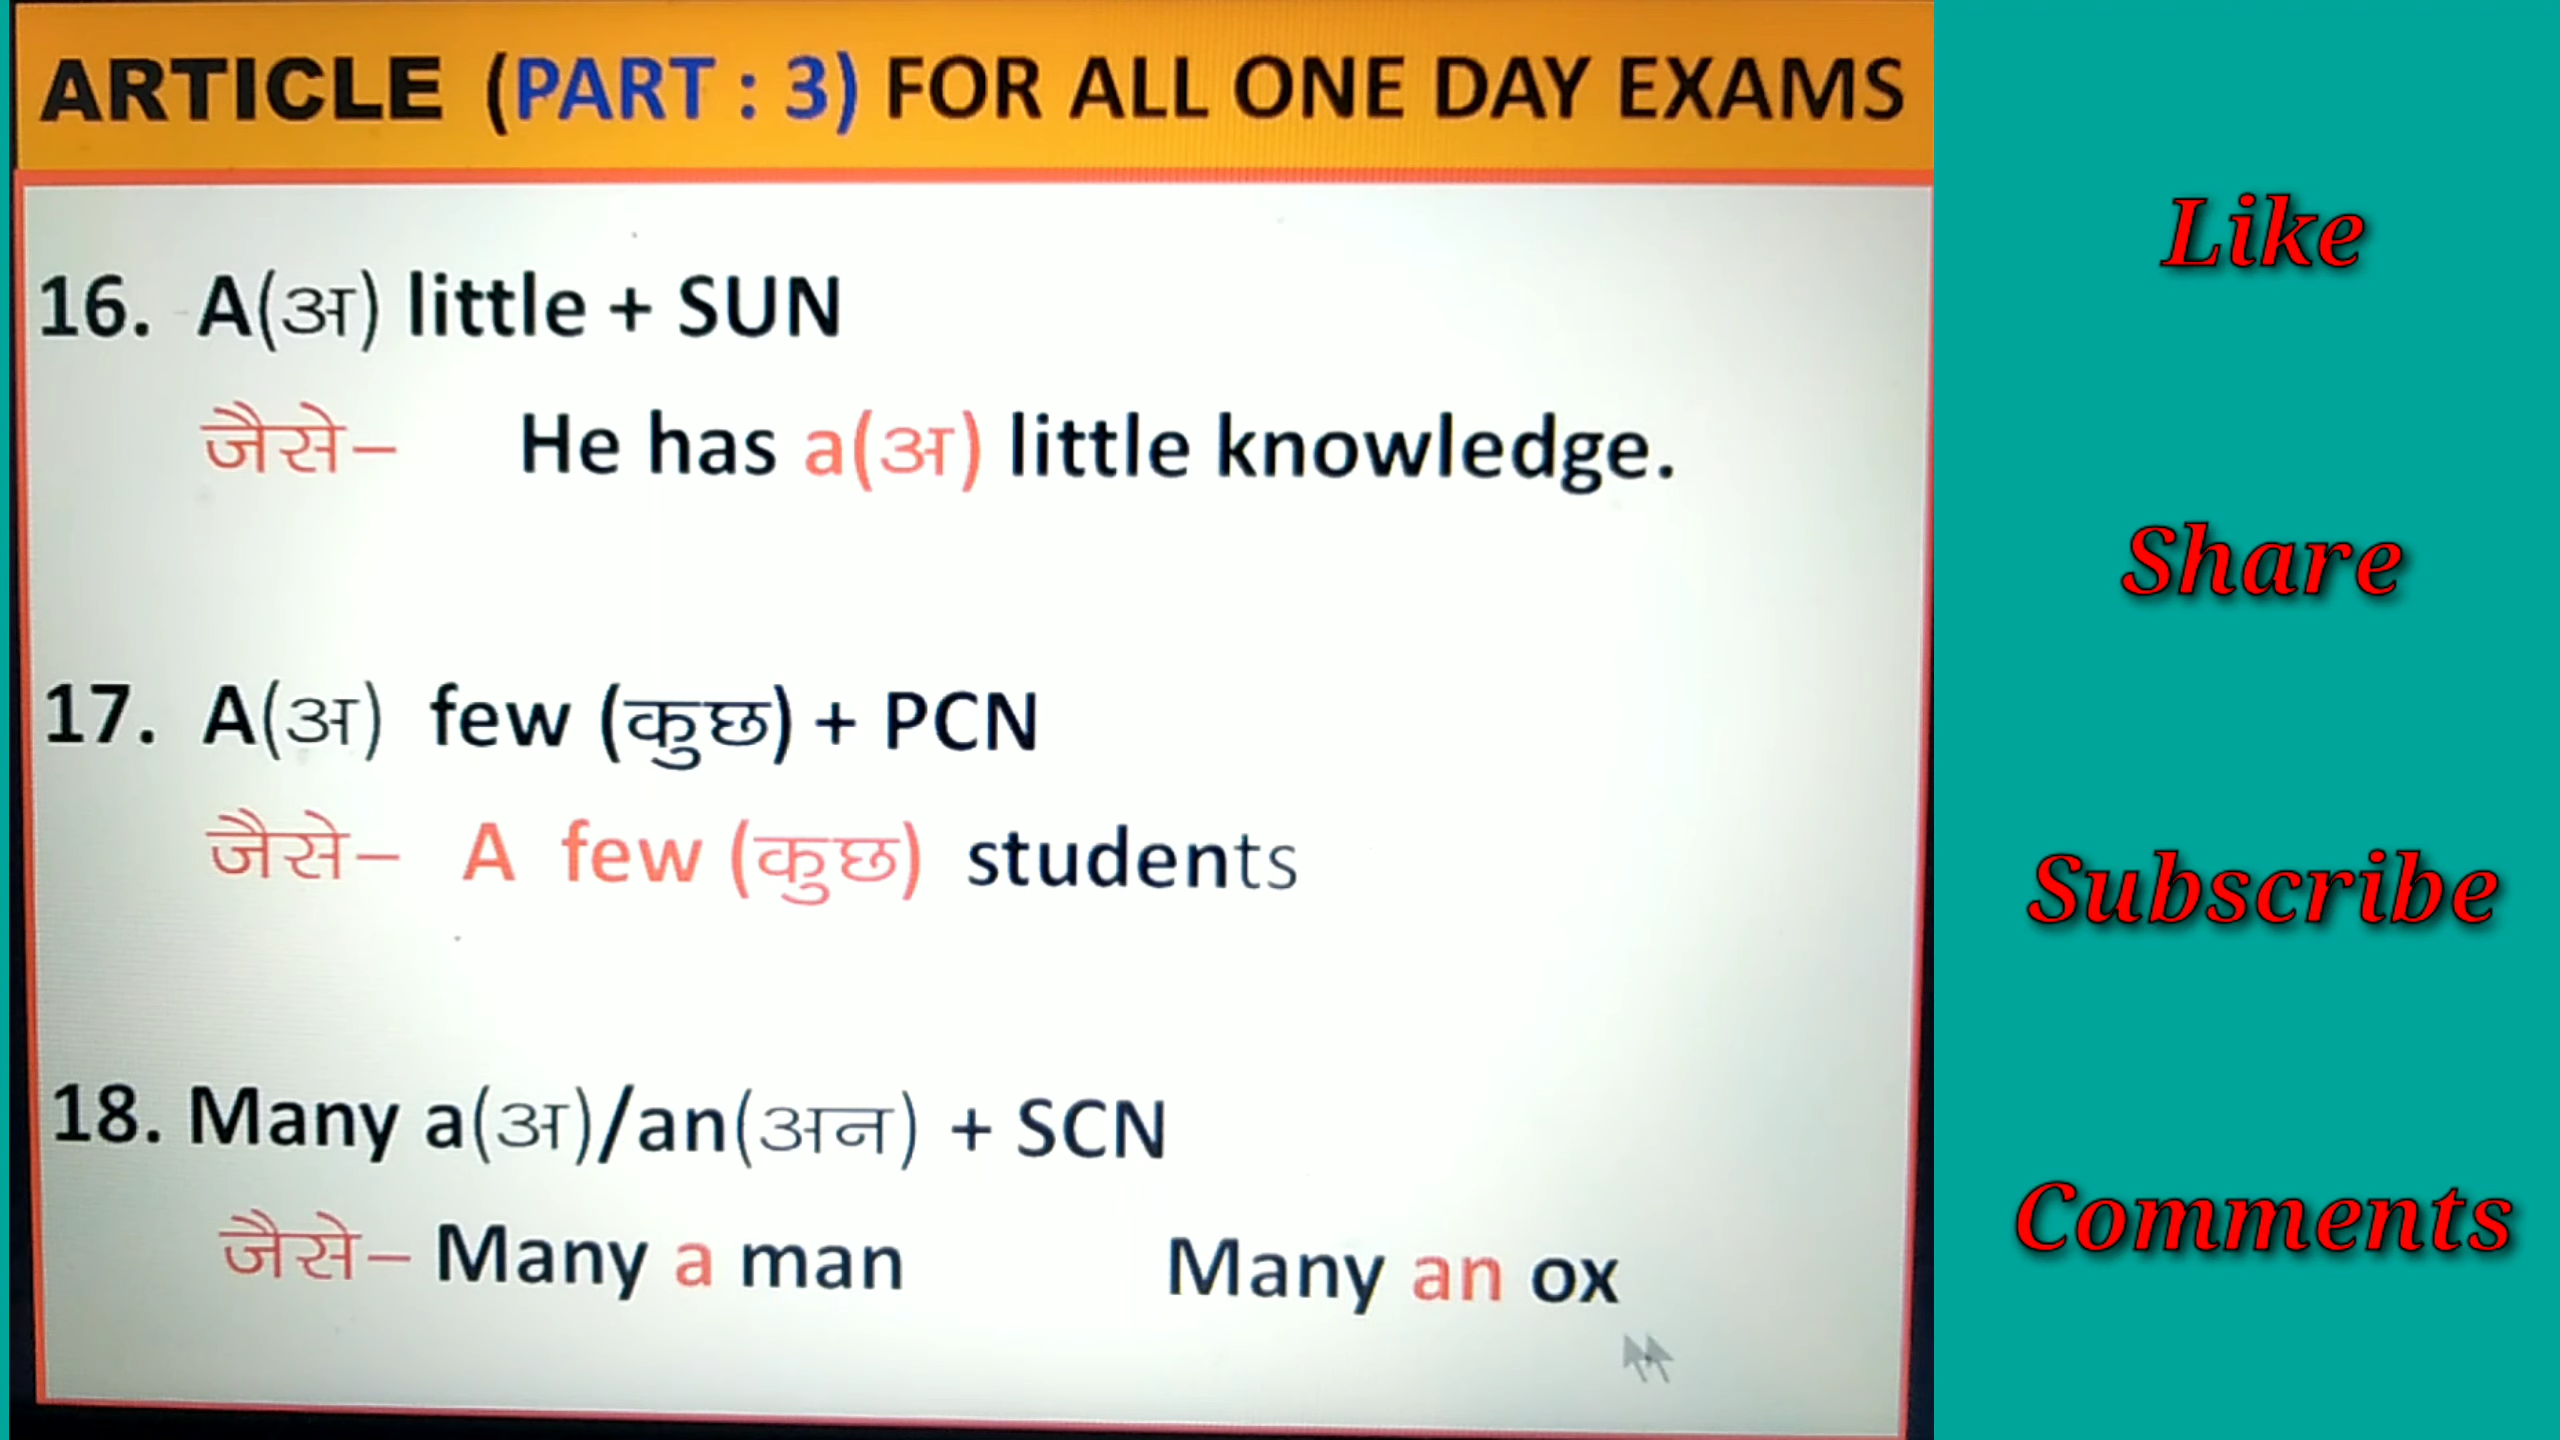 ARTICLE (PART : 3) FOR ALL ONE DAY EXAMS
16. A(अ) little + SUN
जैसे– He has a(अ) little knowledge.
17. A(अ) few (कुछ) + PCN
जैसे– A few (कुछ) students
18. Many a(अ)/an(अन) + SCN
जैसे– Many a man Many an ox
Like
Share
Subscribe
Comments